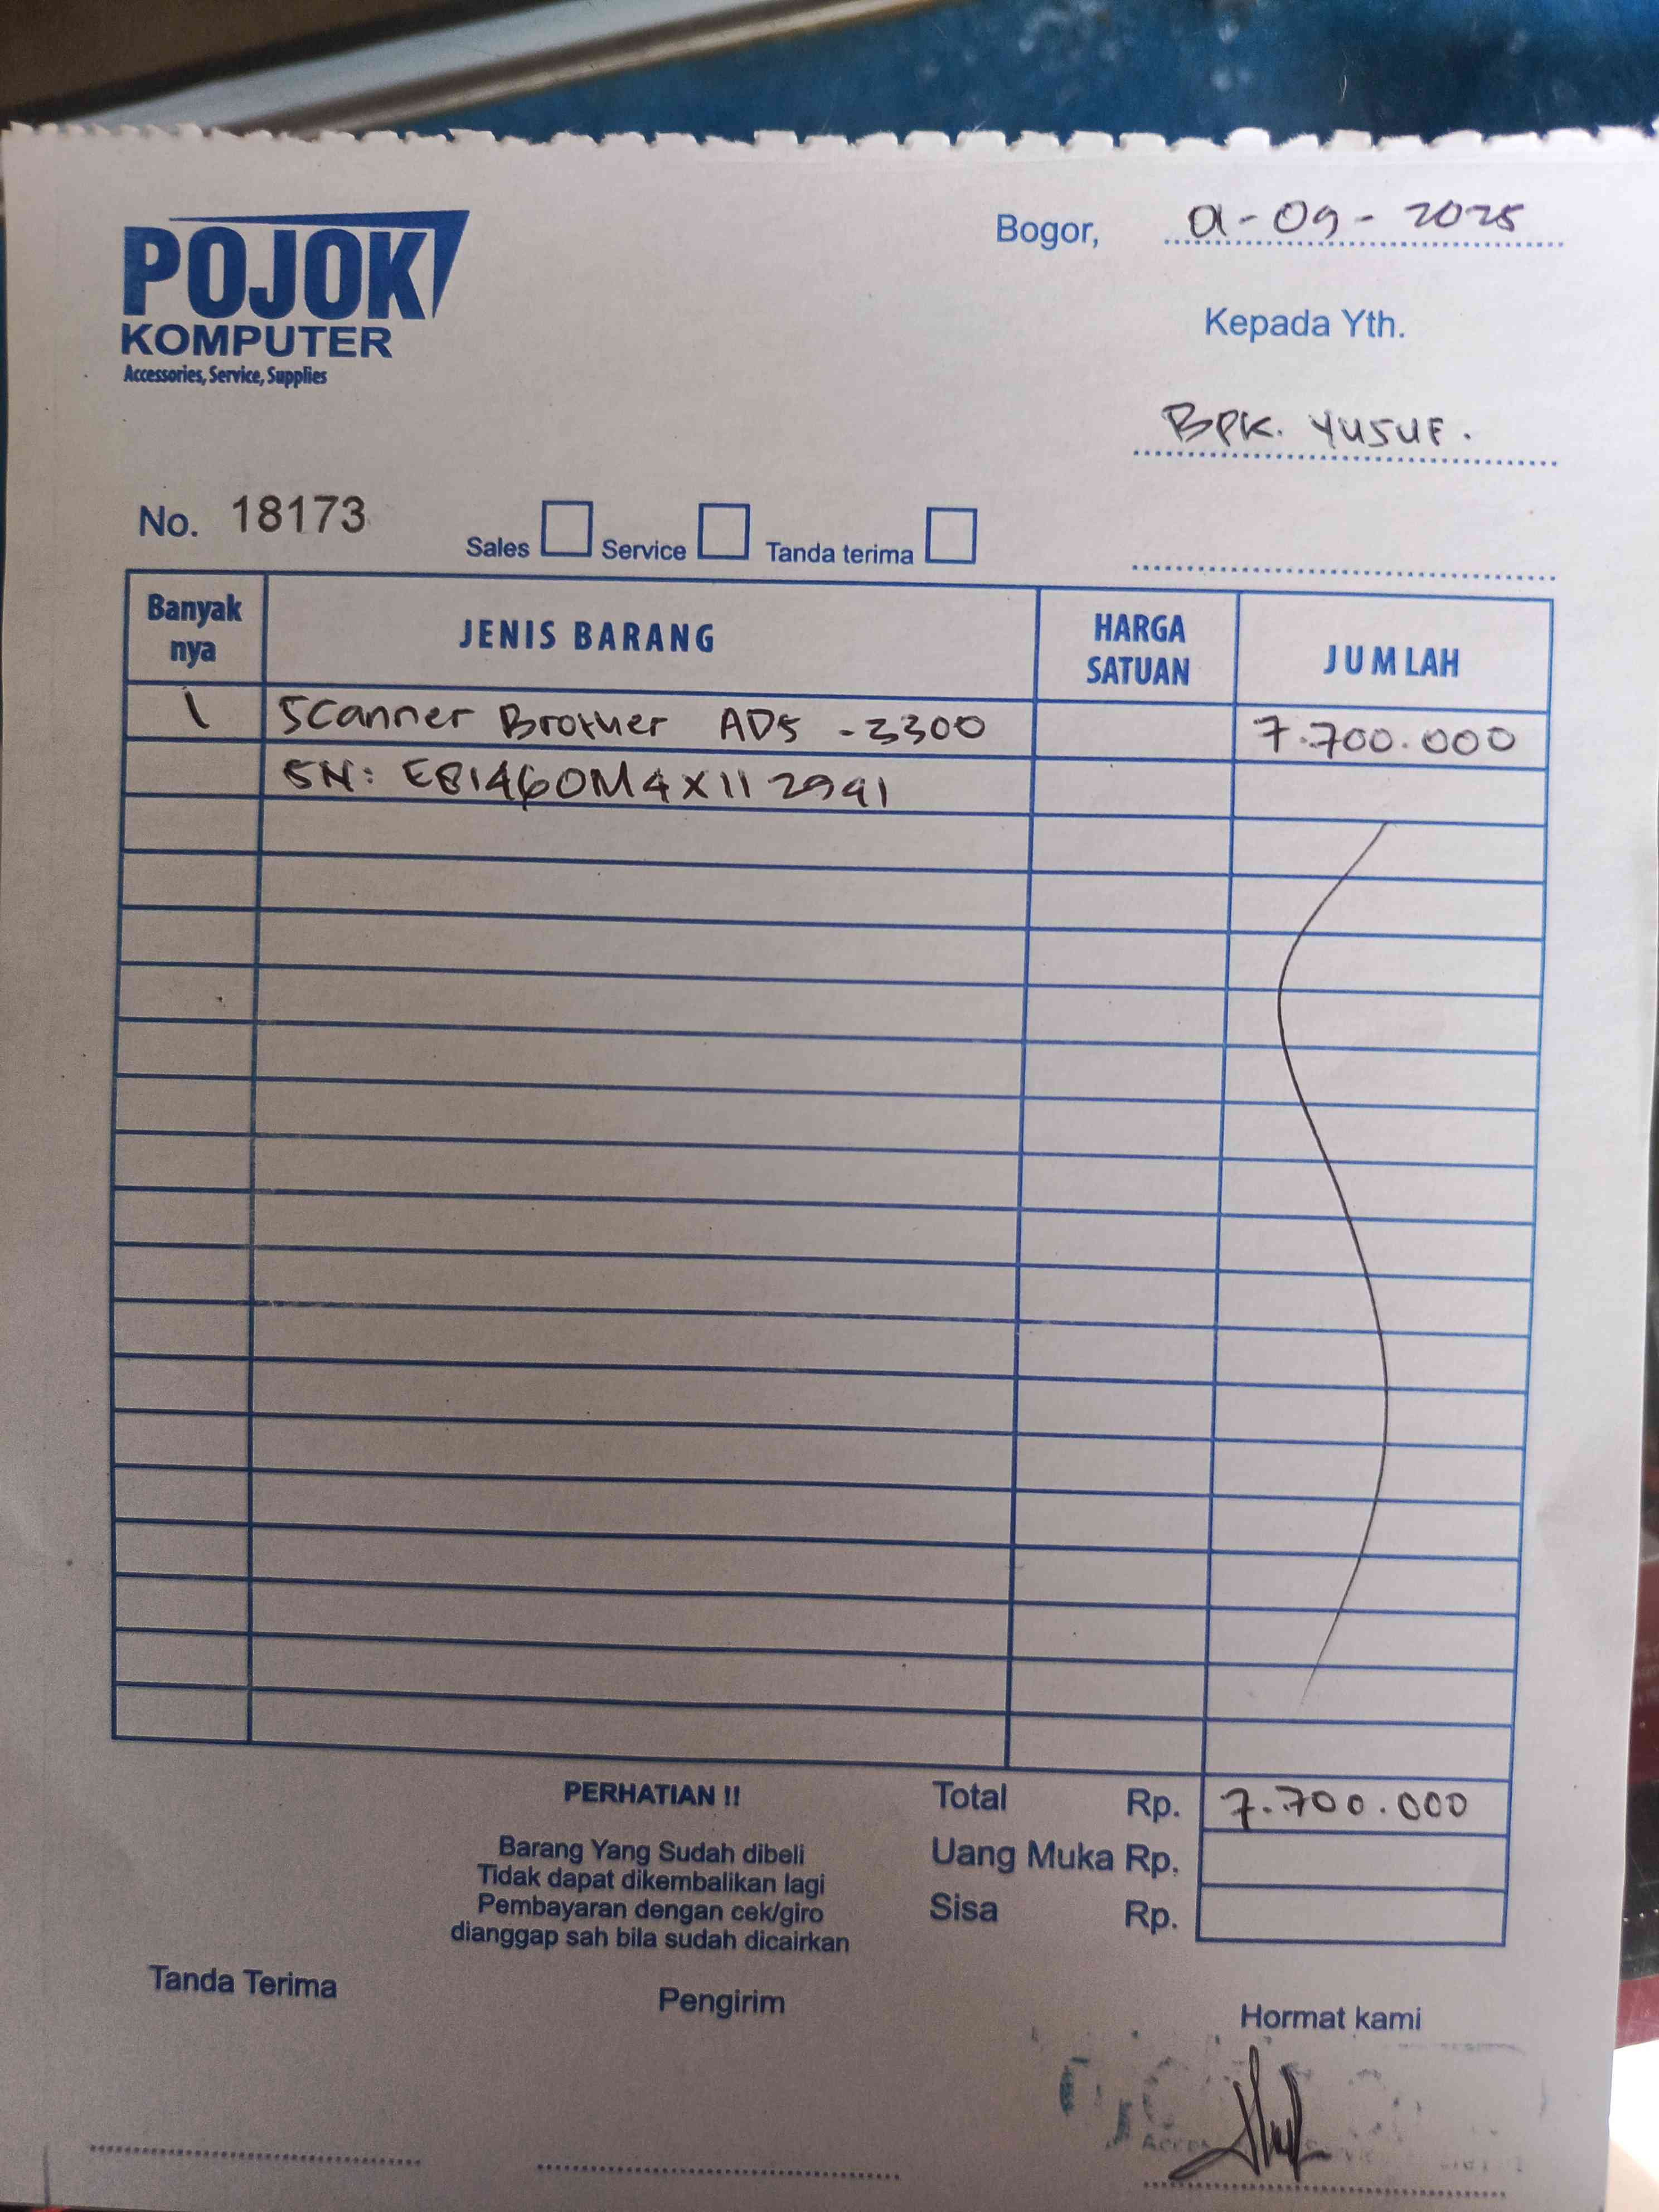 POJOK
KOMPUTER
Accessories, Service, Supplies
Bogor, 01-09-2025
Kepada Yth.
BPK. YUSUF.
No. 18173
Sales Service Tanda terima
Banyak nya JENIS BARANG HARGA SATUAN JUMLAH
1 Scanner Brother ADS -3300 7.700.000
SN: E81460M4X112991
PERHATIAN !!
Barang Yang Sudah dibeli
Tidak dapat dikembalikan lagi
Pembayaran dengan cek/giro
dianggap sah bila sudah dicairkan
Total Rp. 7.700.000
Uang Muka Rp.
Sisa Rp.
Tanda Terima Pengirim Hormat kami